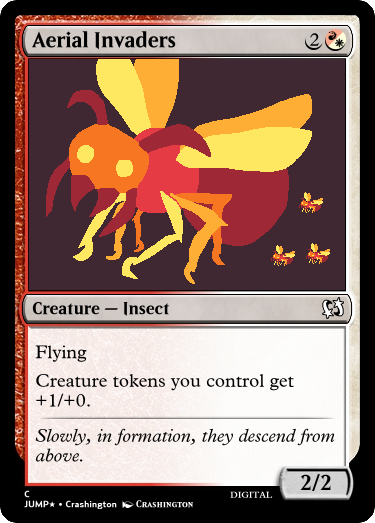 Aerial Invaders 2
Creature — Insect
Flying
Creature tokens you control get
+1/+0.
Slowly, in formation, they descend from
above.
2/2
C
JUMP★ • Crashington CRASHINGTON
DIGITAL